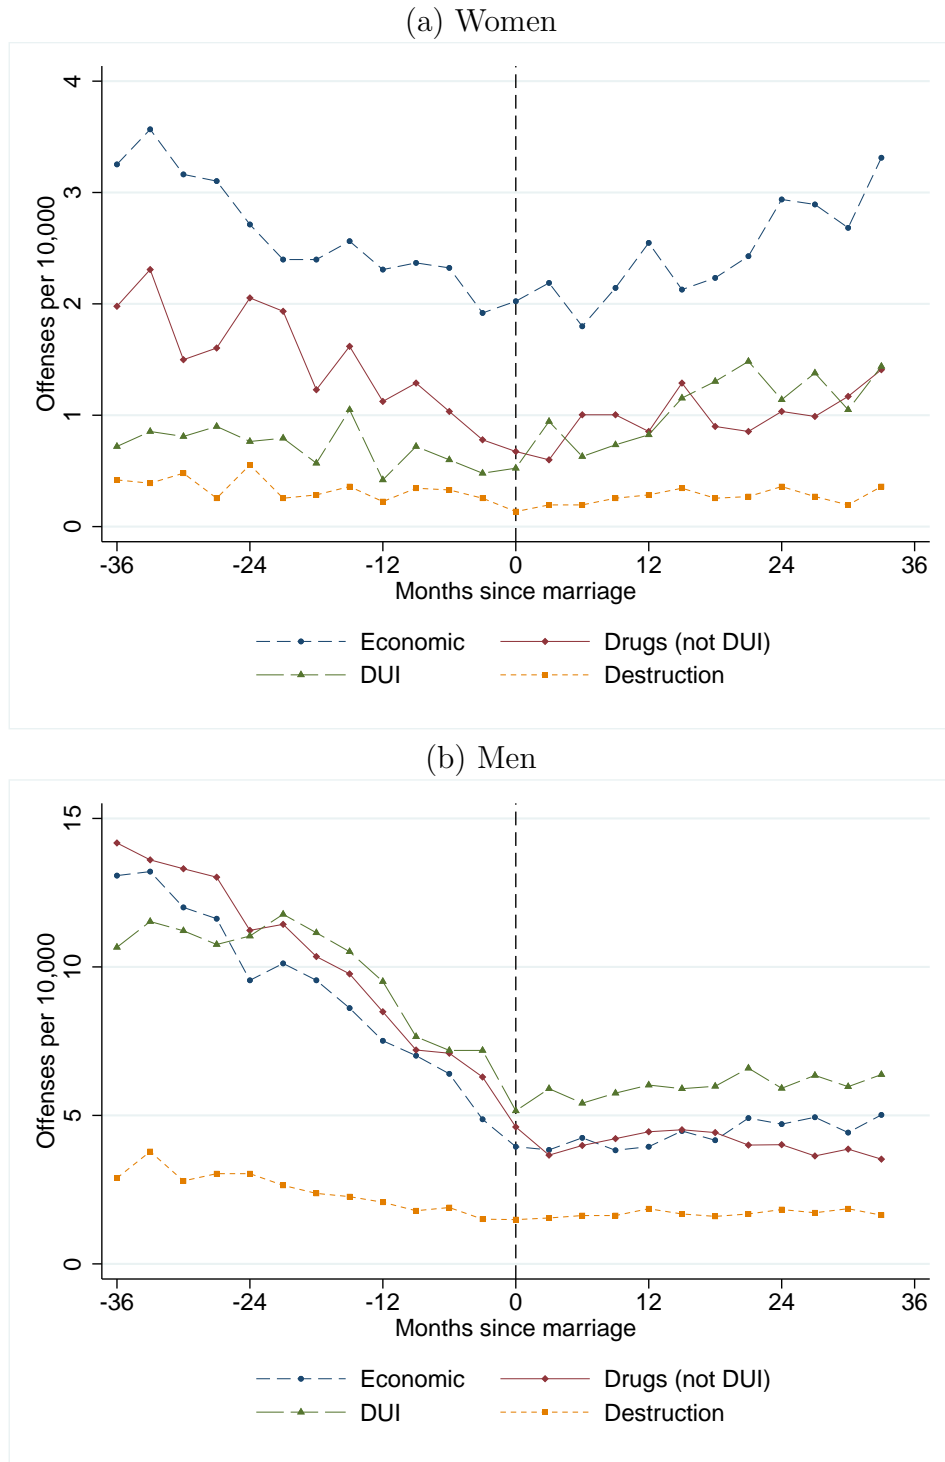 (a) Women
4
3
2
1
0
Offenses per 10,000
-36 -24 -12 0 12 24 36
Months since marriage
Economic Drugs (not DUI)
DUI Destruction
(b) Men
15
10
5
0
Offenses per 10,000
-36 -24 -12 0 12 24 36
Months since marriage
Economic Drugs (not DUI)
DUI Destruction